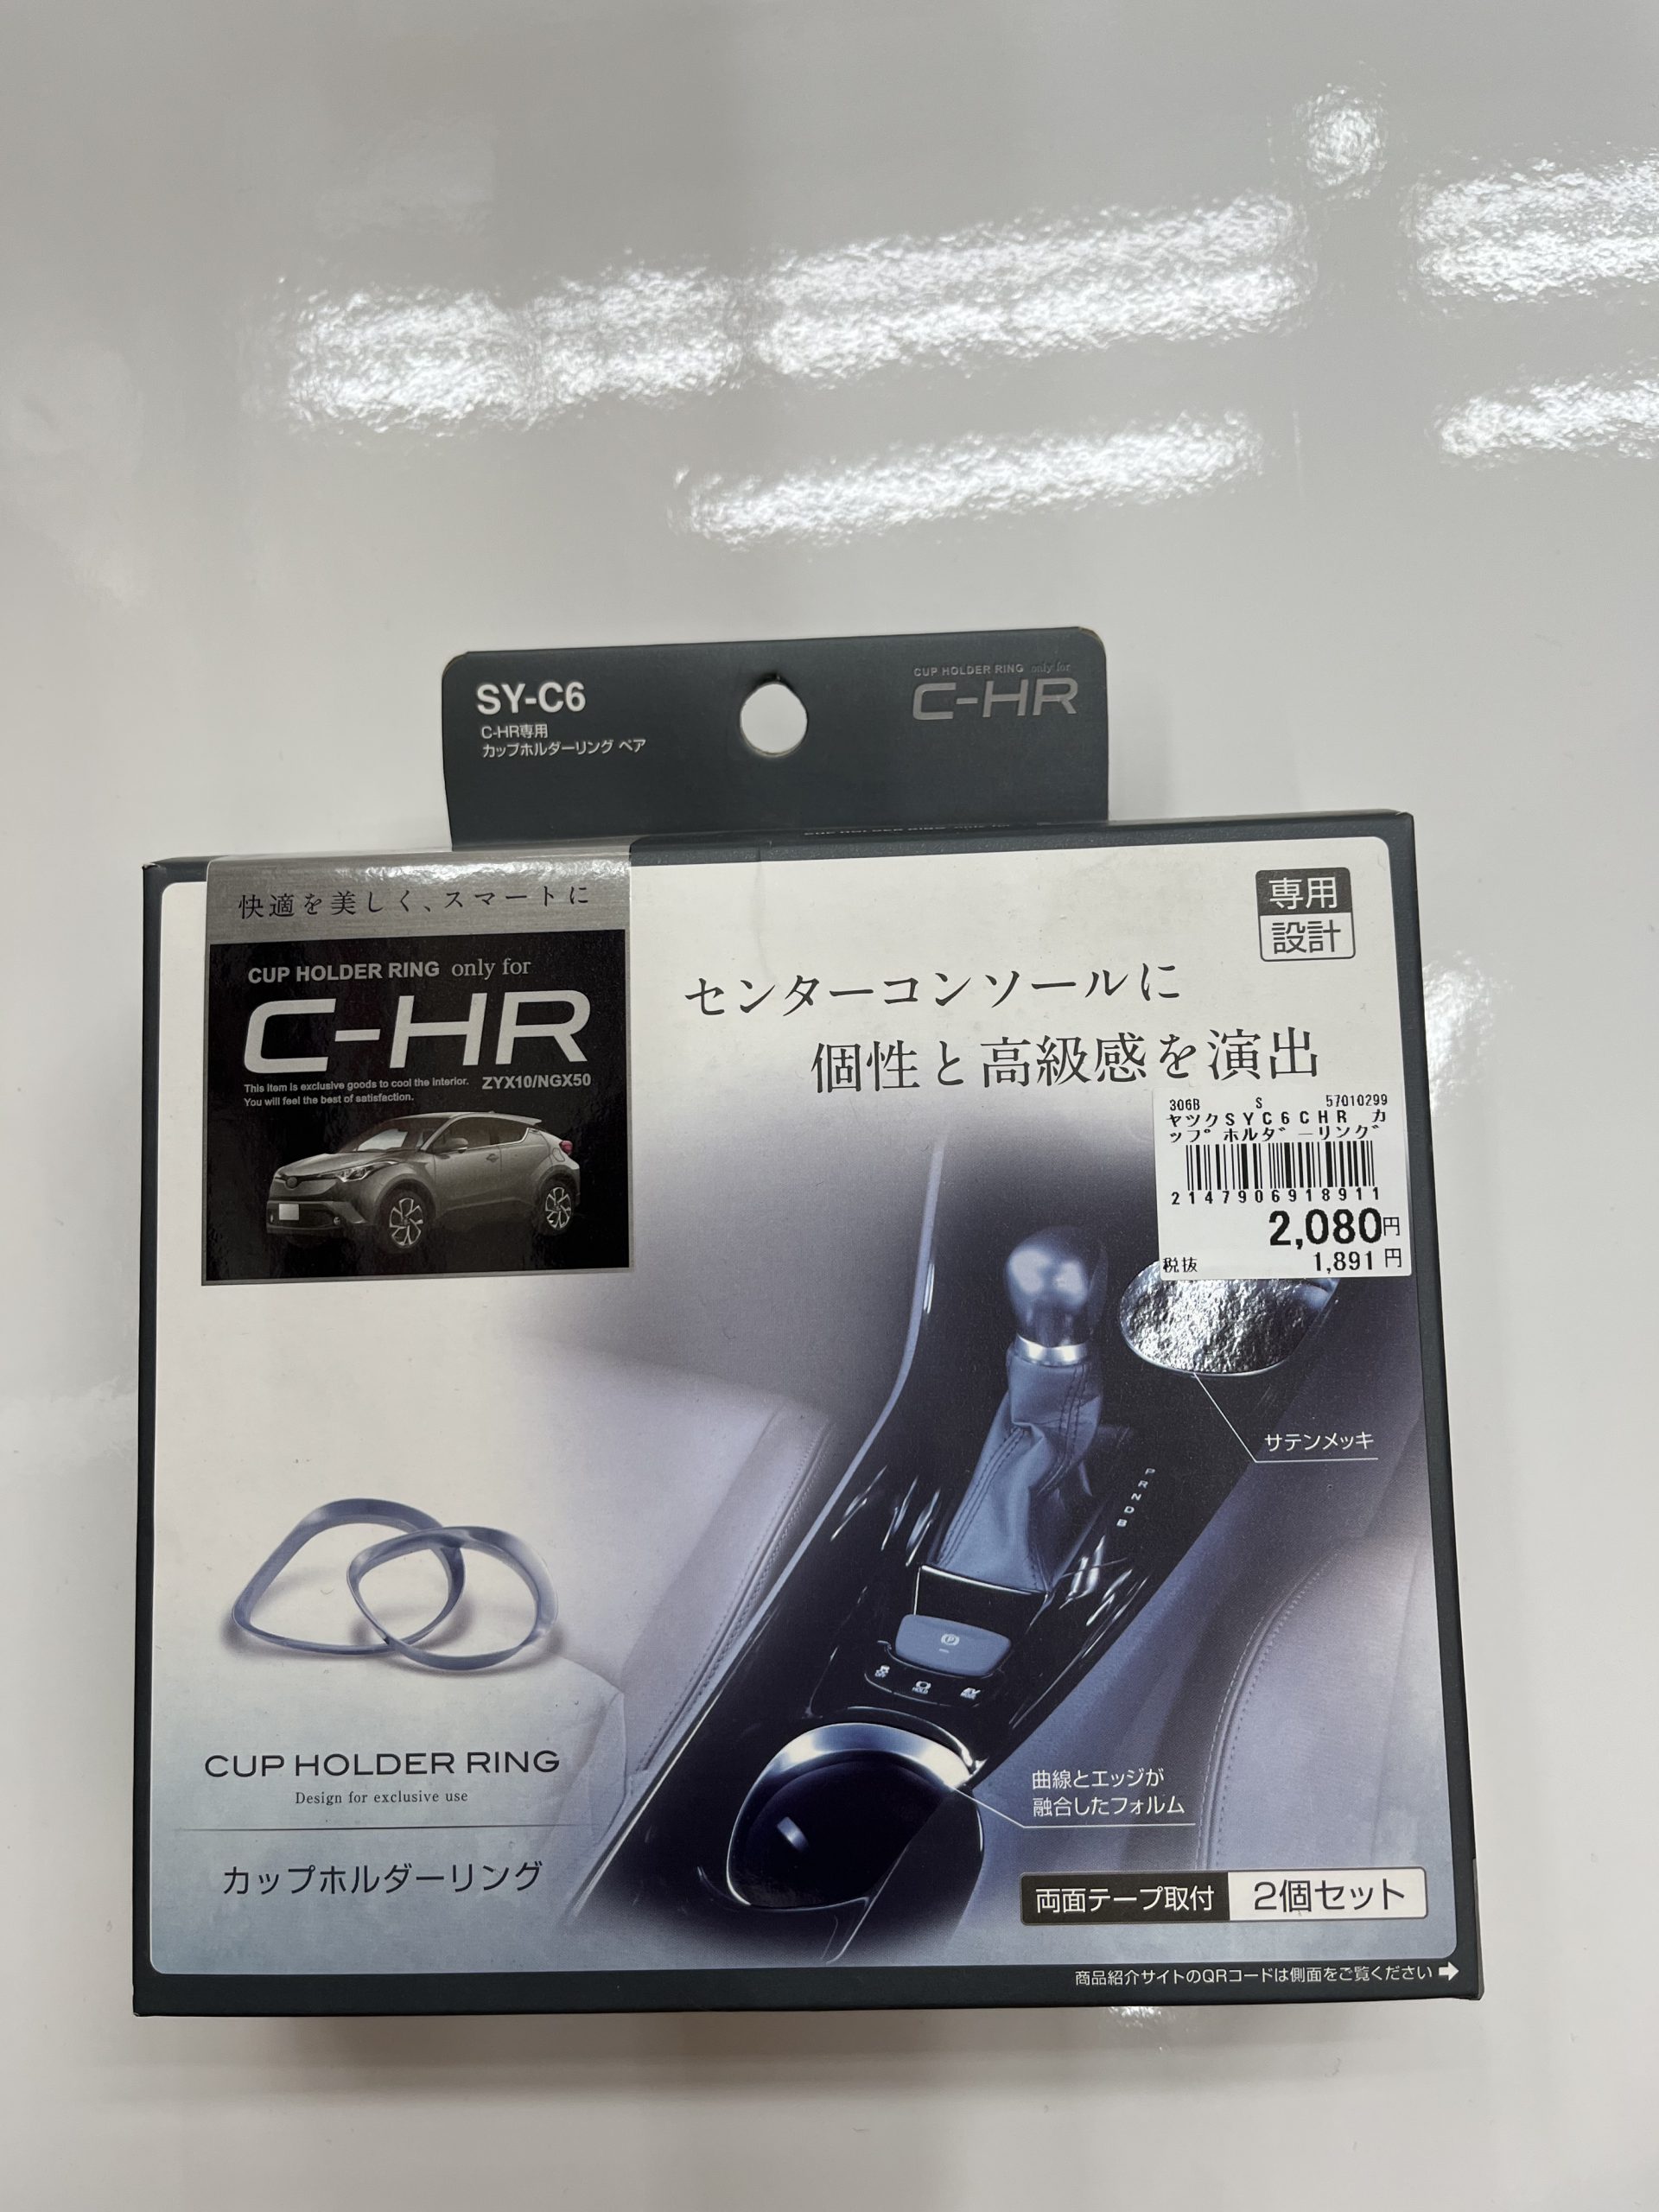 SY-C6
C-HR専用
カップホルダーリング ペア
CUP HOLDER RING only for
C-HR
快適を美しく、スマートに
CUP HOLDER RING only for
C-HR
This item is exclusive goods to cool the interior. ZYX10/NGX50
You will feel the best of satisfaction.
専用
設計
センターコンソールに
個性と高級感を演出
306B S 57010299
ヤックSYC6CHR カ
ップホルダーリング
2147906918911
2,080円
税抜 1,891円
サテンメッキ
P
R
N
D
B
HOLD
曲線とエッジが
融合したフォルム
CUP HOLDER RING
Design for exclusive use
カップホルダーリング
両面テープ取付 2個セット
商品紹介サイトのQRコードは側面をご覧ください